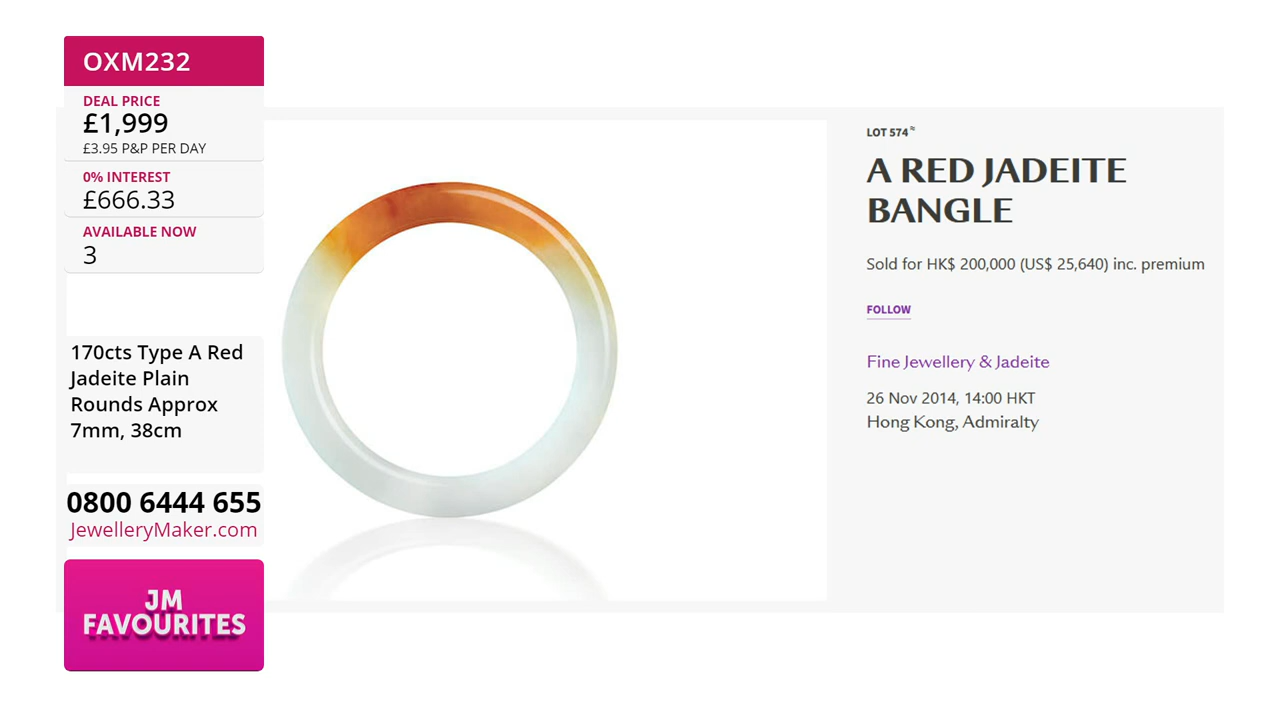 OXM232
DEAL PRICE
£1,999
£3.95 P&P PER DAY
0% INTEREST
£666.33
AVAILABLE NOW
3
170cts Type A Red
Jadeite Plain
Rounds Approx
7mm, 38cm
0800 6444 655
JewelleryMaker.com
JM
FAVOURITES
LOT 574≈
A RED JADEITE
BANGLE
Sold for HK$ 200,000 (US$ 25,640) inc. premium
FOLLOW
Fine Jewellery & Jadeite
26 Nov 2014, 14:00 HKT
Hong Kong, Admiralty